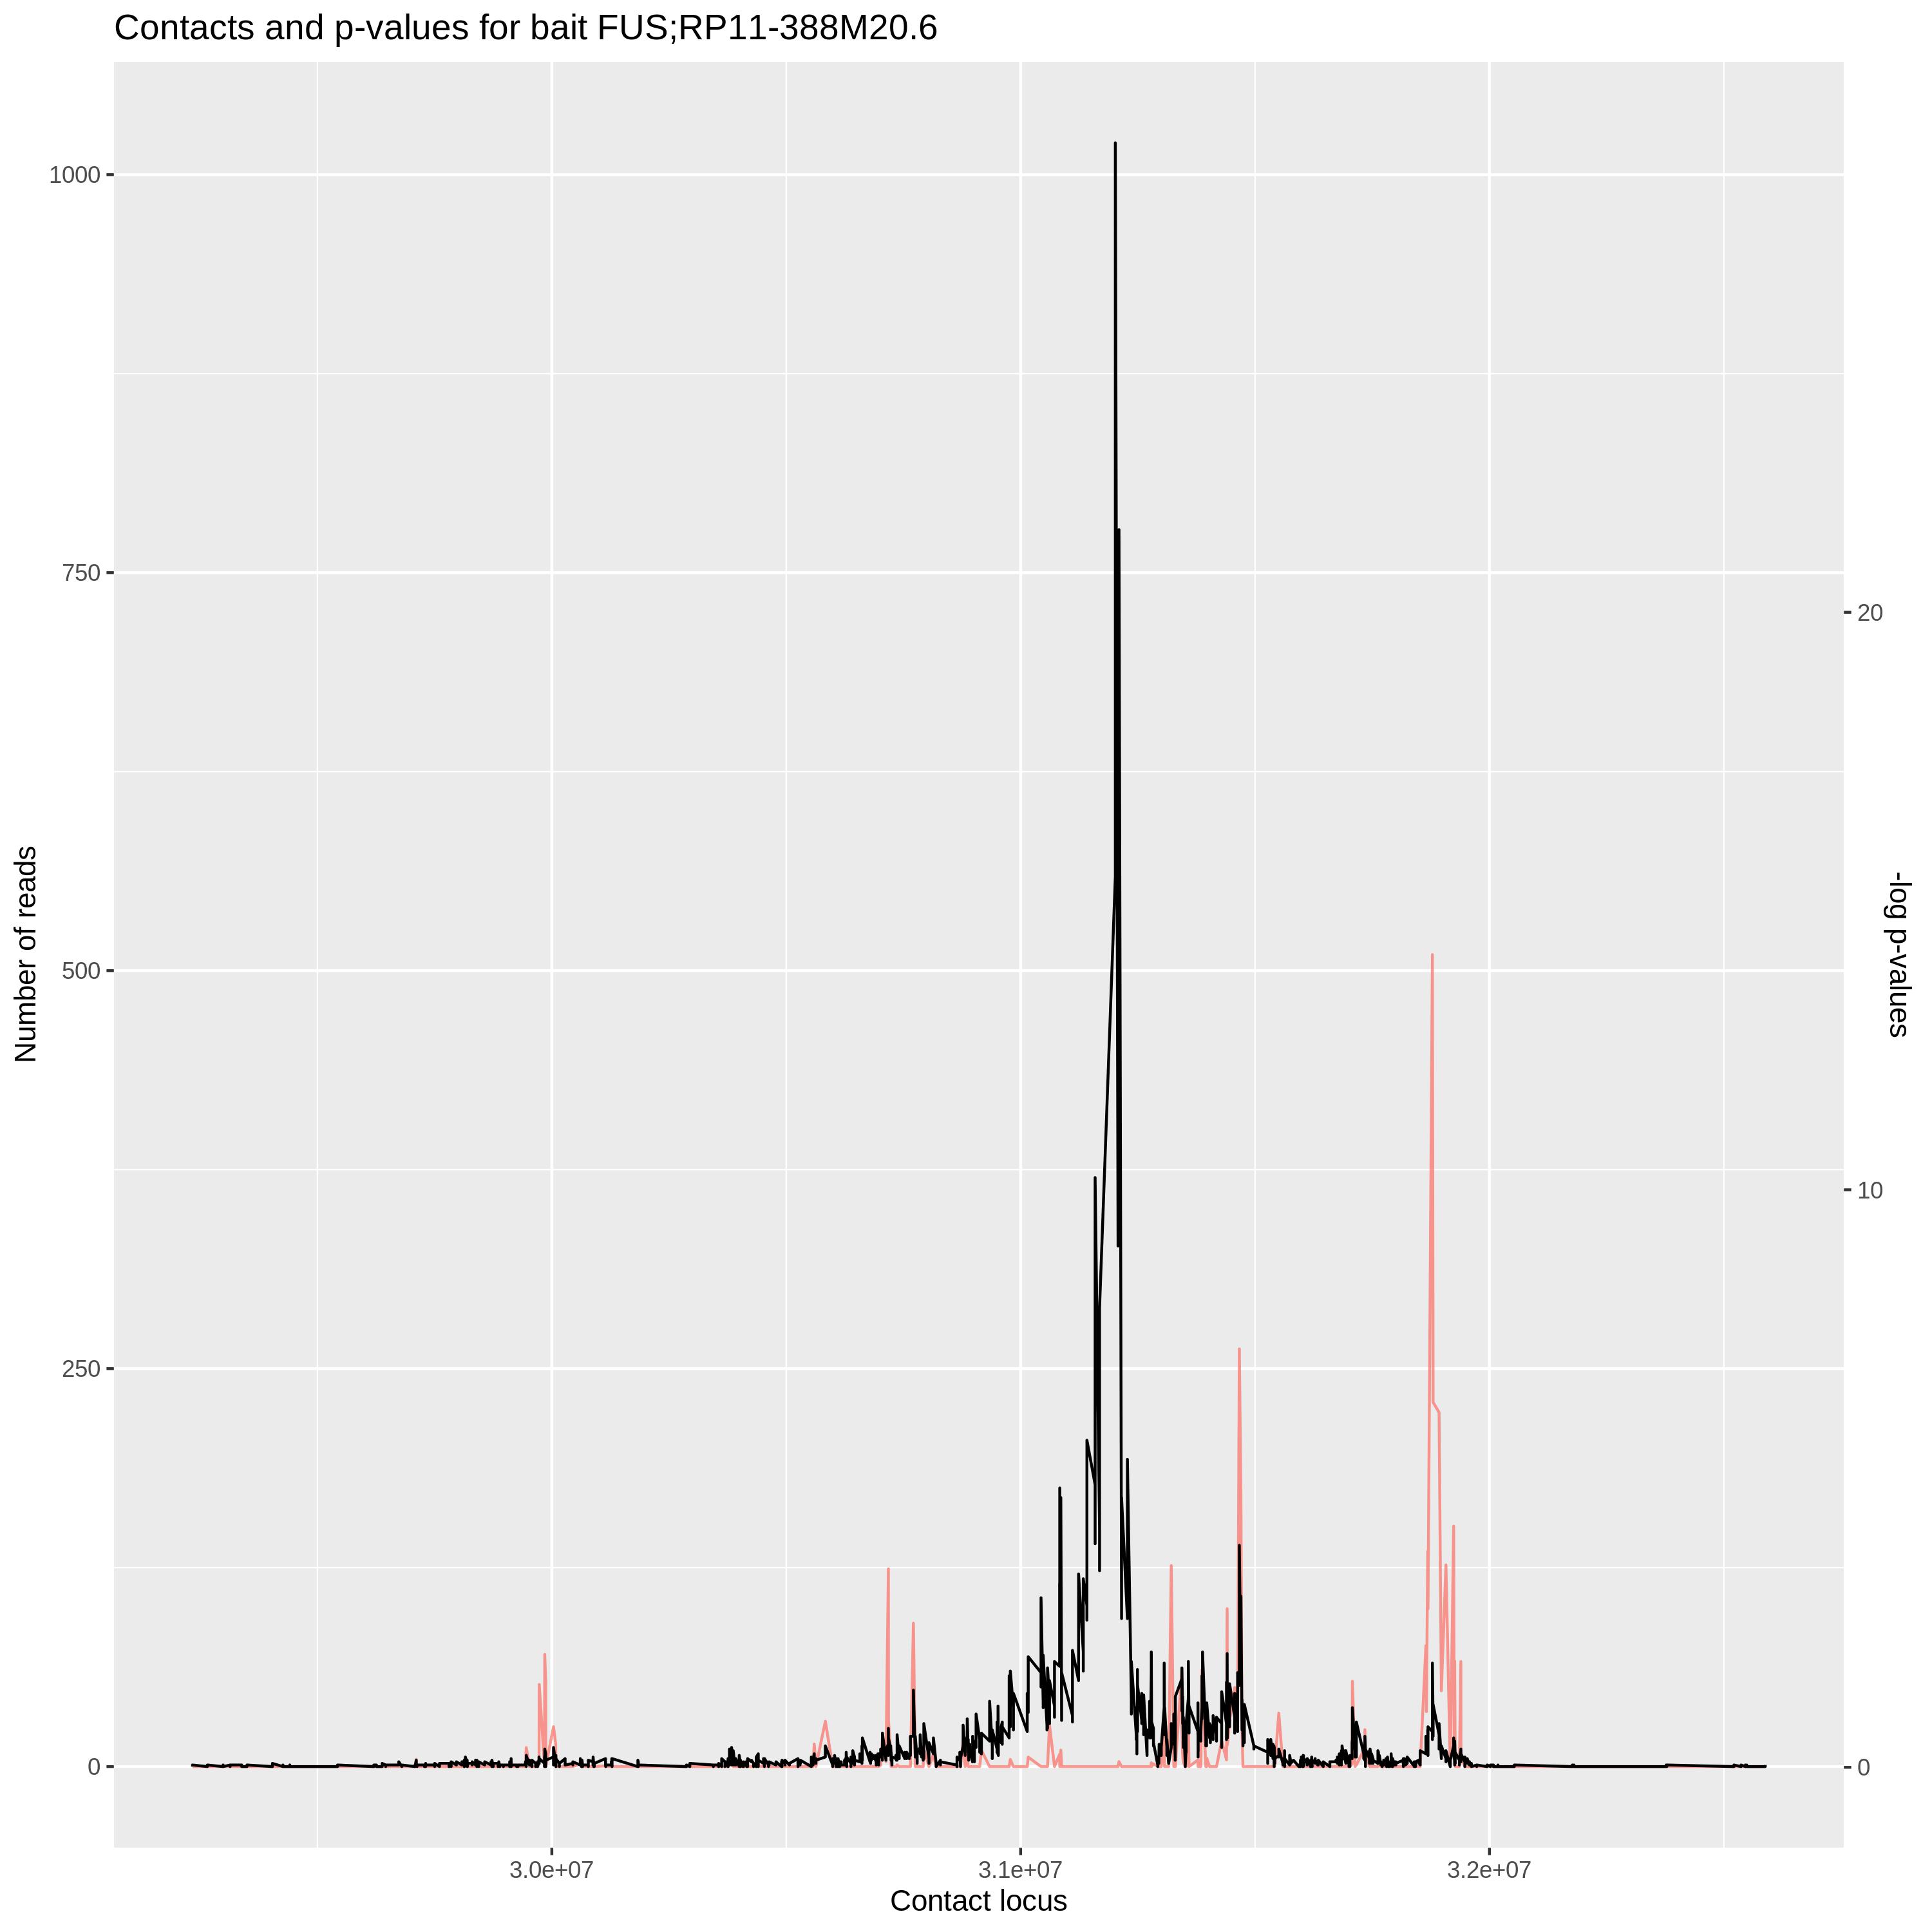 Contacts and p-values for bait FUS;RP11-388M20.6
1000
750
500
250
0
Number of reads
20
10
0
-log p-values
3.0e+07
3.1e+07
3.2e+07
Contact locus